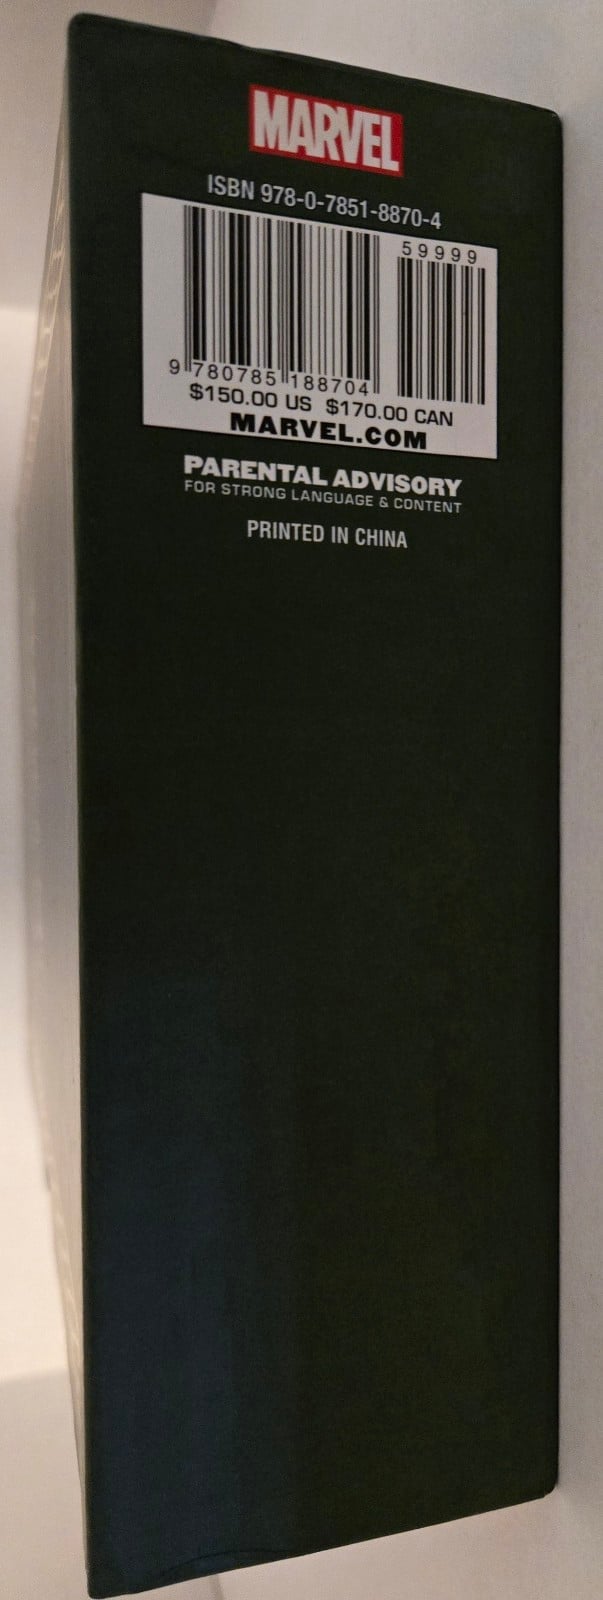 MARVEL
ISBN 978-0-7851-8870-4
59999
9 780785 188704
$150.00 US $170.00 CAN
MARVEL.COM
PARENTAL ADVISORY
FOR STRONG LANGUAGE & CONTENT
PRINTED IN CHINA